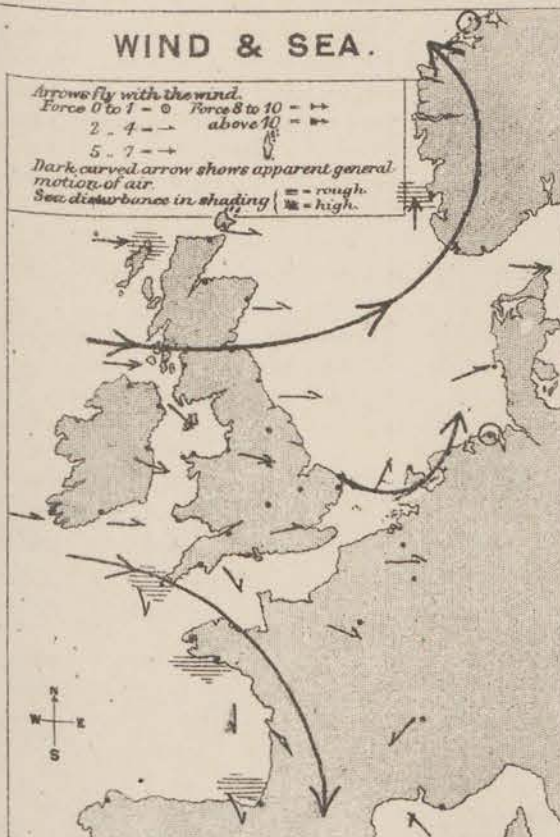 WIND & SEA.
Arrows fly with the wind.
Force 0 to 1 = ⊙ Force 8 to 10 =
2 „ 4 = above 10 =
5 „ 7 =
Dark curved arrow shows apparent general
motion of air.
Sea disturbance in shading { = rough.
= high.
N
W E
S